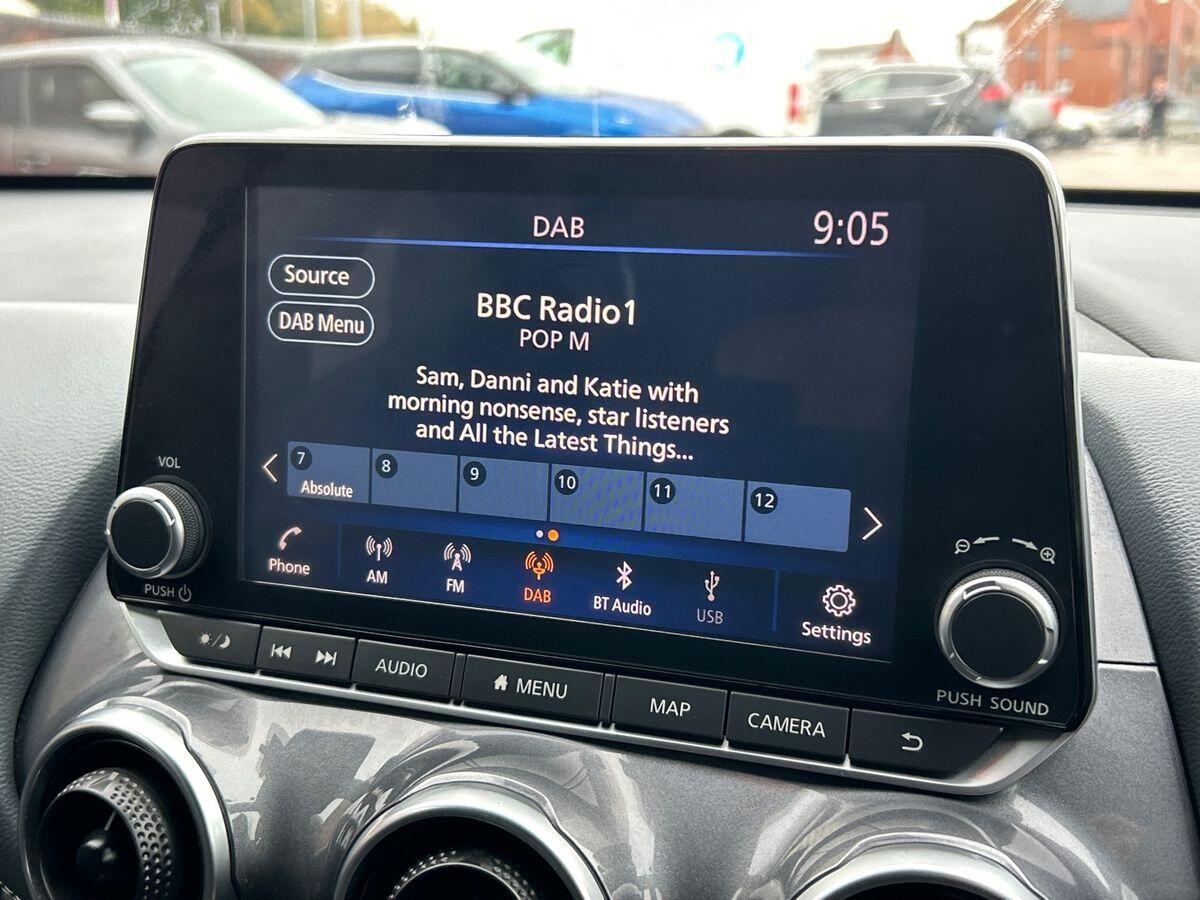 DAB
9:05
Source
DAB Menu
BBC Radio1
POP M
Sam, Danni and Katie with
morning nonsense, star listeners
and All the Latest Things...
7 8 9 10 11 12
Absolute
Phone
AM
FM
DAB
BT Audio
USB
Settings
VOL
PUSH
PUSH SOUND
AUDIO
MENU
MAP
CAMERA